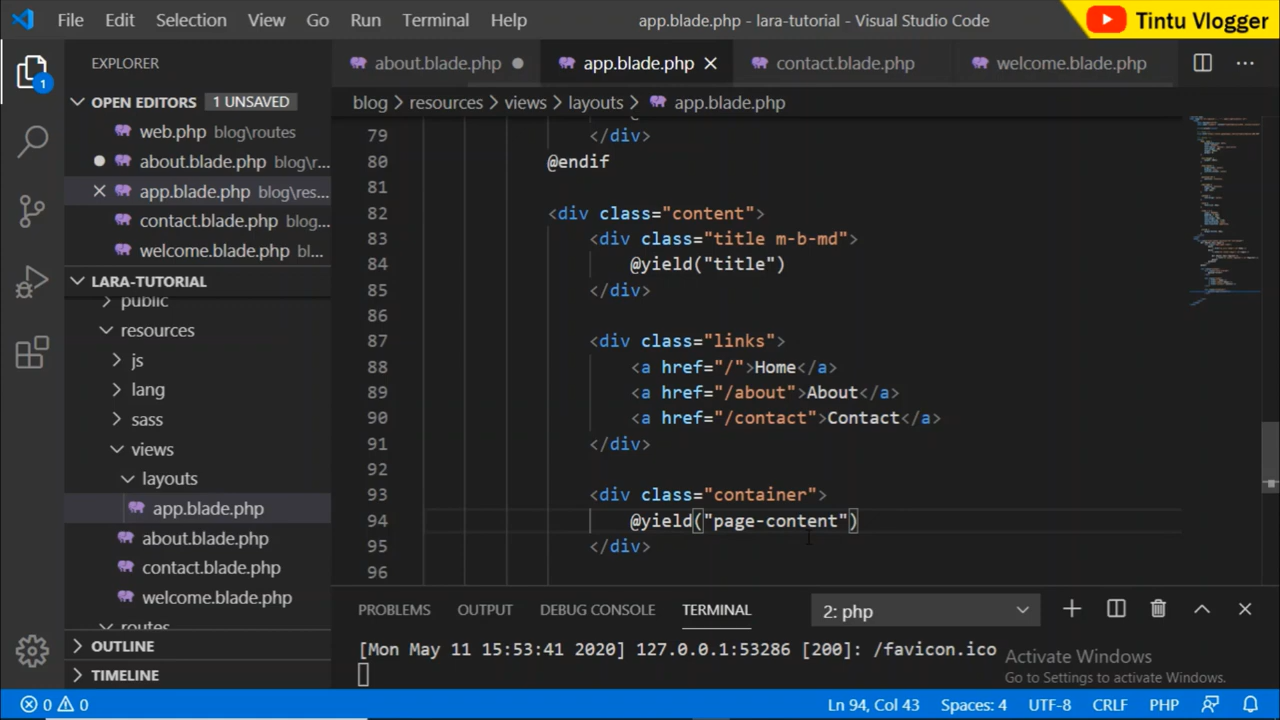 File Edit Selection View Go Run Terminal Help app.blade.php - lara-tutorial - Visual Studio Code
Tintu Vlogger
EXPLORER
1
OPEN EDITORS 1 UNSAVED
web.php blog\routes
about.blade.php blog\r...
app.blade.php blog\res...
contact.blade.php blog...
welcome.blade.php bl...
LARA-TUTORIAL
public
resources
js
lang
sass
views
layouts
app.blade.php
about.blade.php
contact.blade.php
welcome.blade.php
routes
OUTLINE
TIMELINE
about.blade.php app.blade.php contact.blade.php welcome.blade.php
blog > resources > views > layouts > app.blade.php
79 </div>
80 @endif
81
82 <div class="content">
83 <div class="title m-b-md">
84 @yield("title")
85 </div>
86
87 <div class="links">
88 <a href="/">Home</a>
89 <a href="/about">About</a>
90 <a href="/contact">Contact</a>
91 </div>
92
93 <div class="container">
94 @yield("page-content")
95 </div>
96
PROBLEMS OUTPUT DEBUG CONSOLE TERMINAL 2: php
[Mon May 11 15:53:41 2020] 127.0.0.1:53286 [200]: /favicon.ico
Activate Windows
Go to Settings to activate Windows.
0 0 Ln 94, Col 43 Spaces: 4 UTF-8 CRLF PHP